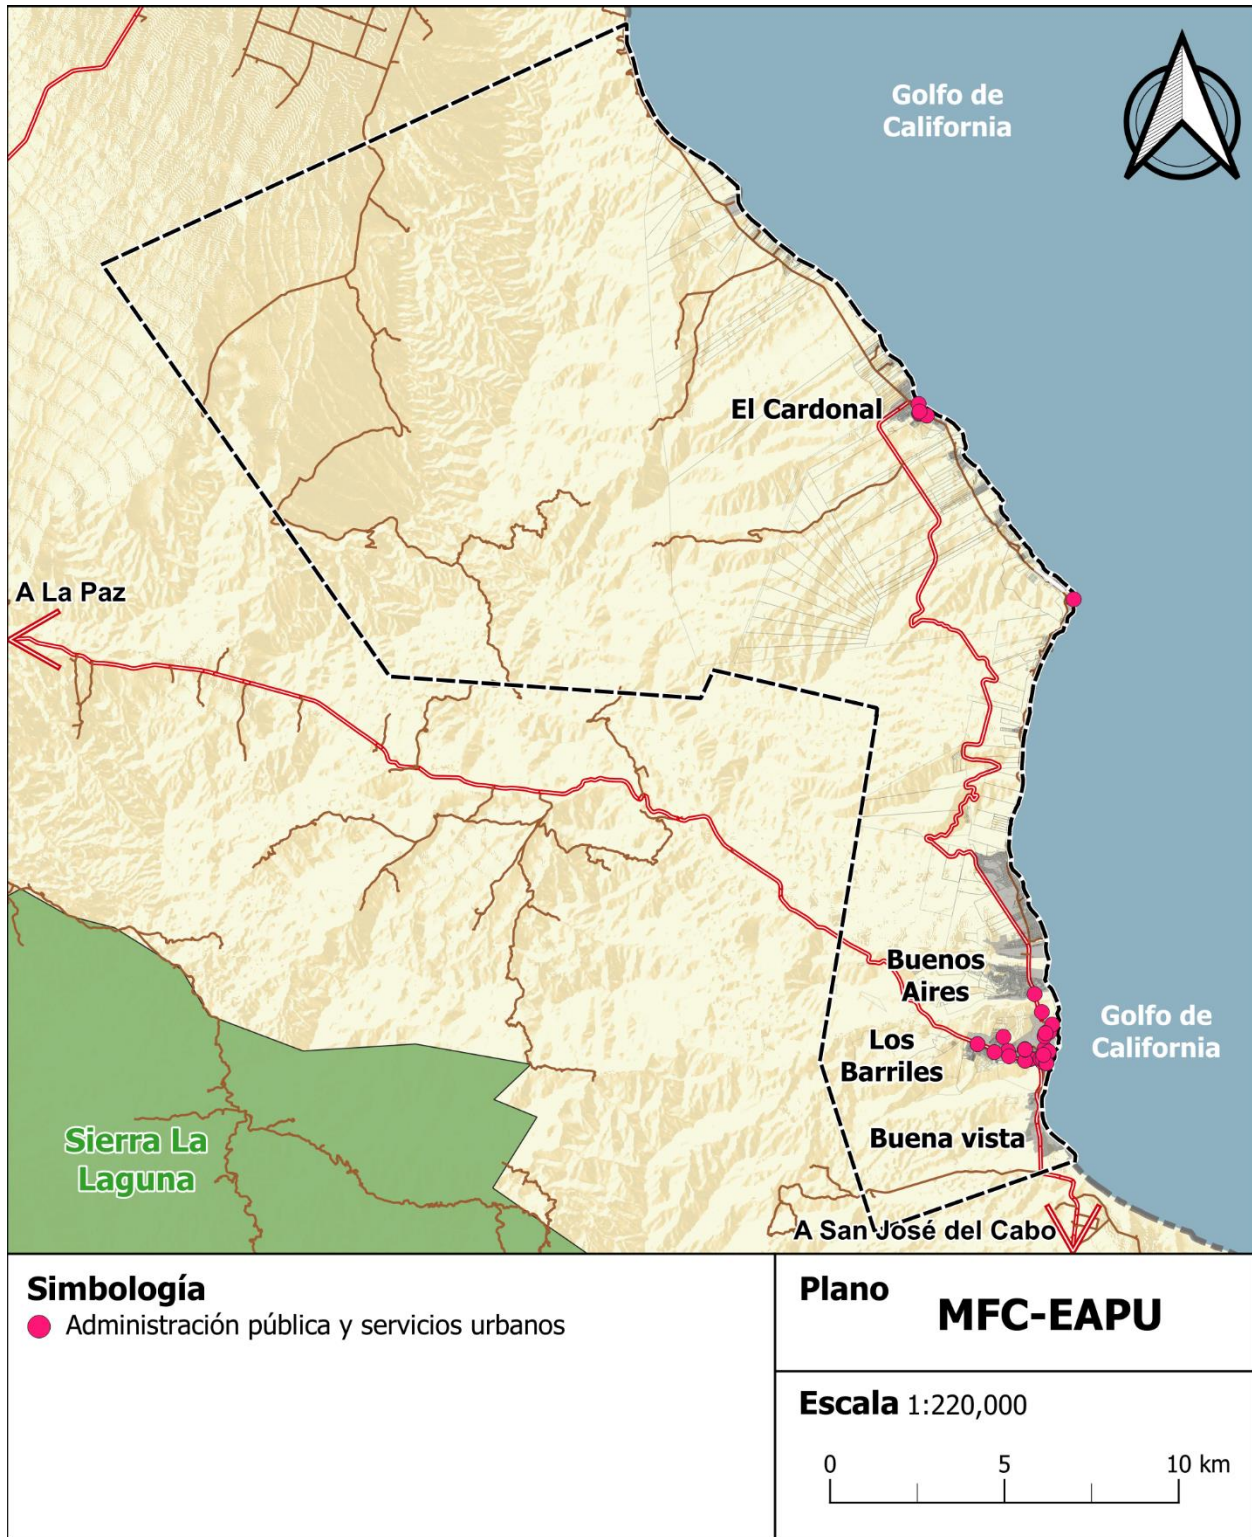 Golfo de
California
El Cardonal
A La Paz
Buenos
Aires
Golfo de
California
Los
Barriles
Buena vista
Sierra La
Laguna
A San José del Cabo
Simbología
Administración pública y servicios urbanos
Plano
MFC-EAPU
Escala 1:220,000
0 5 10 km